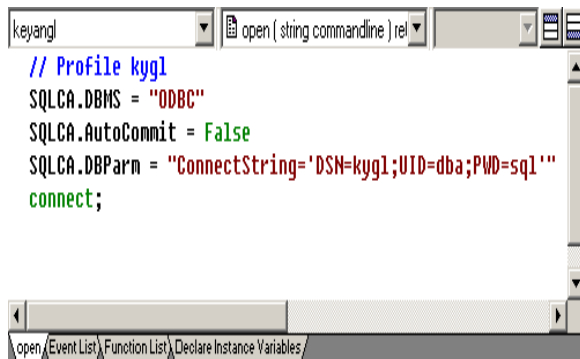 keyangl
open ( string commandline ) ret
// Profile kygl
SQLCA.DBMS = "ODBC"
SQLCA.AutoCommit = False
SQLCA.DBParm = "ConnectString='DSN=kygl;UID=dba;PWD=sql'"
connect;
open
Event List
Function List
Declare Instance Variables